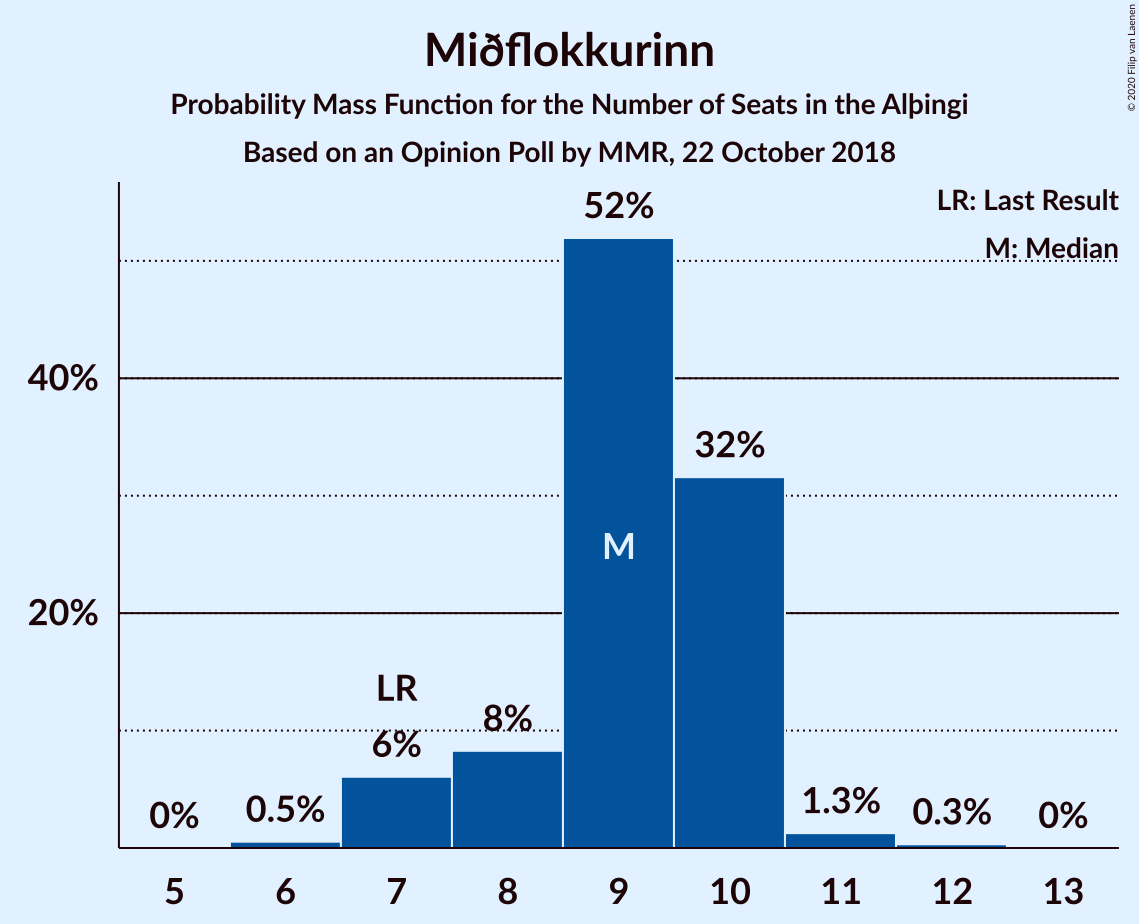 Miðflokkurinn
Probability Mass Function for the Number of Seats in the Alþingi
Based on an Opinion Poll by MMR, 22 October 2018
© 2020 Filip van Laenen
LR: Last Result
M: Median
52%
40%
32%
M
20%
LR
8%
6%
0%
0.5%
1.3%
0.3%
0%
5 6 7 8 9 10 11 12 13